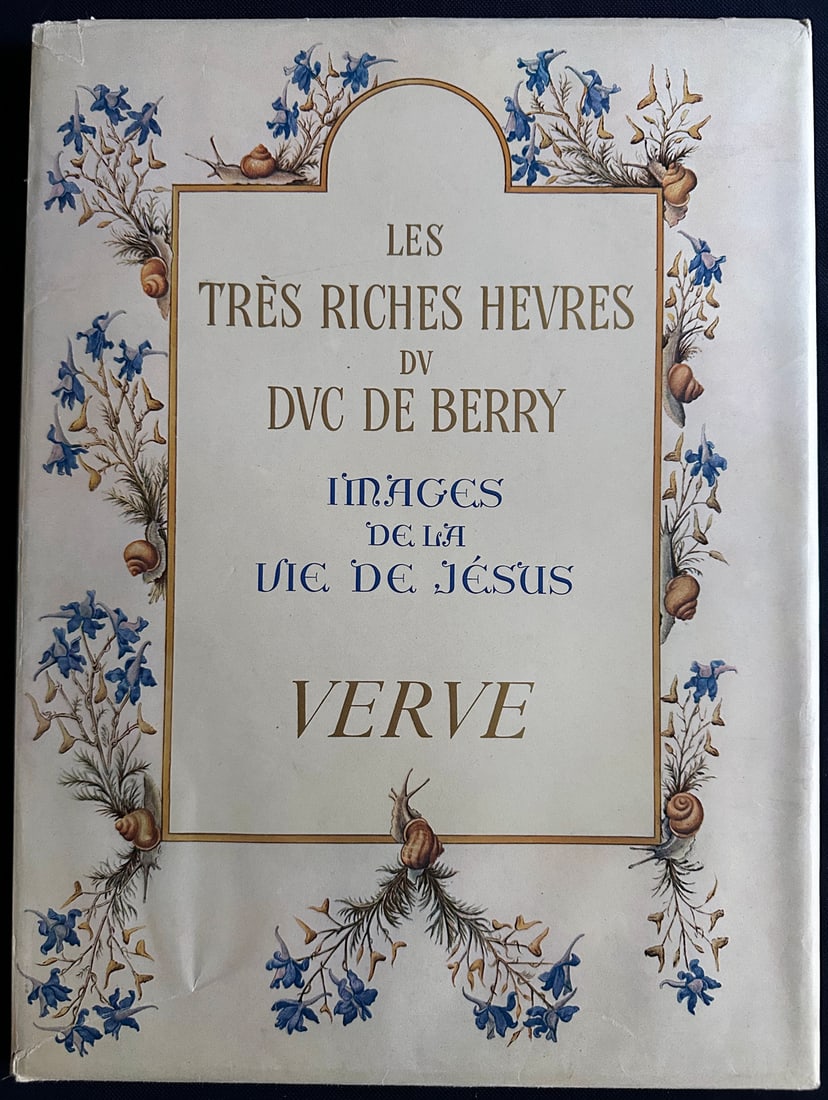 LES
TRÈS RICHES HEVRES
DV
DVC DE BERRY
IMAGES
DE LA
VIE DE JÉSUS
VERVE